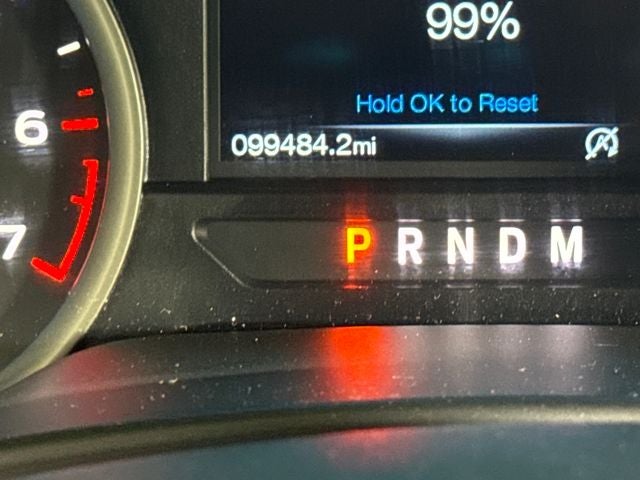 99%
Hold OK to Reset
099484.2mi
6
7
P R N D M